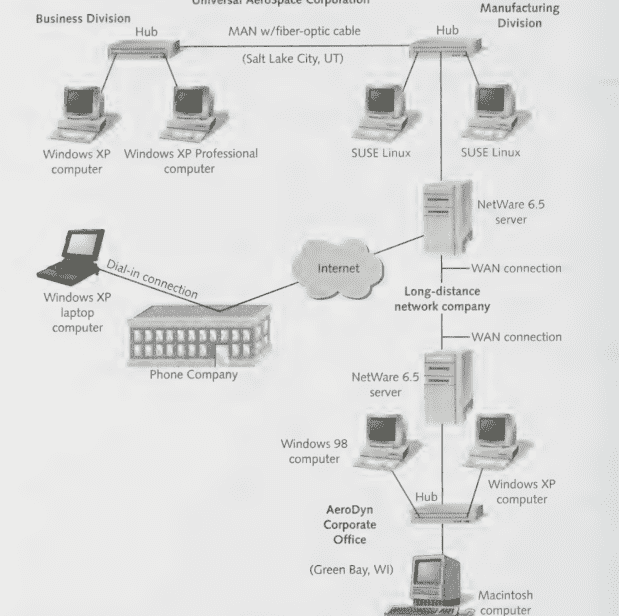 Universal AeroSpace Corporation
Business Division
Manufacturing
Division
Hub
MAN w/fiber-optic cable
Hub
(Salt Lake City, UT)
Windows XP
computer
Windows XP Professional
computer
SUSE Linux
SUSE Linux
NetWare 6.5
server
Dial-in connection
Internet
WAN connection
Windows XP
laptop
computer
Long-distance
network company
WAN connection
Phone Company
NetWare 6.5
server
Windows 98
computer
Windows XP
computer
Hub
AeroDyn
Corporate
Office
(Green Bay, WI)
Macintosh
computer